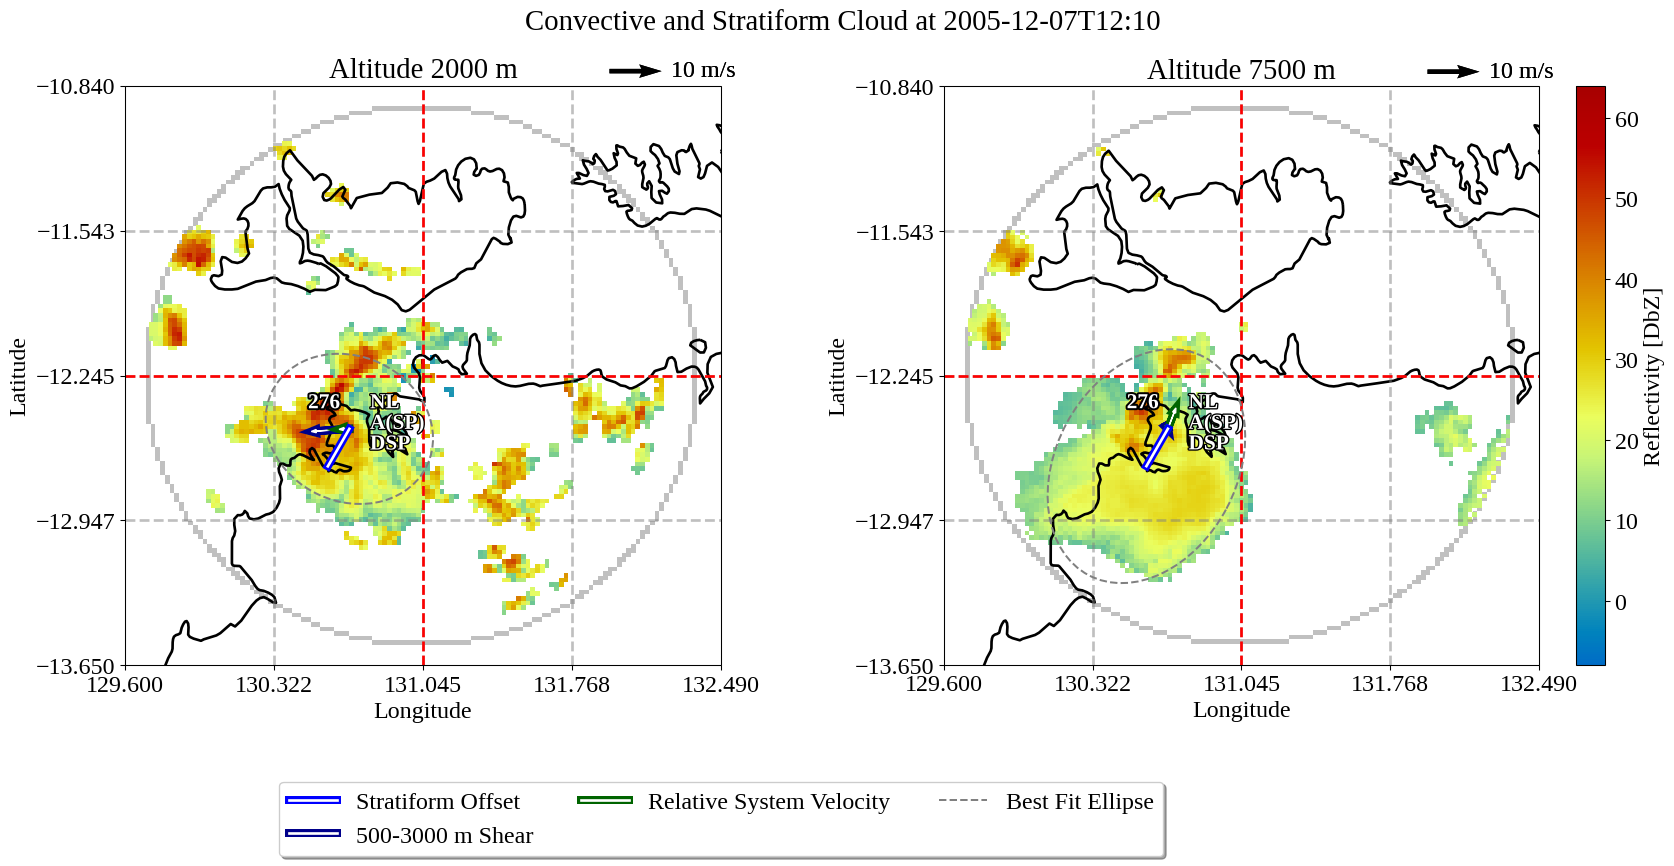 Convective and Stratiform Cloud at 2005-12-07T12:10
Altitude 2000 m
10 m/s
−10.840
−11.543
−12.245
−12.947
−13.650
Latitude
276
NL
A(SP)
DSP
129.600
130.322
131.045
131.768
132.490
Longitude
Altitude 7500 m
10 m/s
−10.840
−11.543
−12.245
−12.947
−13.650
Latitude
276
NL
A(SP)
DSP
129.600
130.322
131.045
131.768
132.490
Longitude
60
50
40
30
20
10
0
Reflectivity [DbZ]
Stratiform Offset
500-3000 m Shear
Relative System Velocity
Best Fit Ellipse